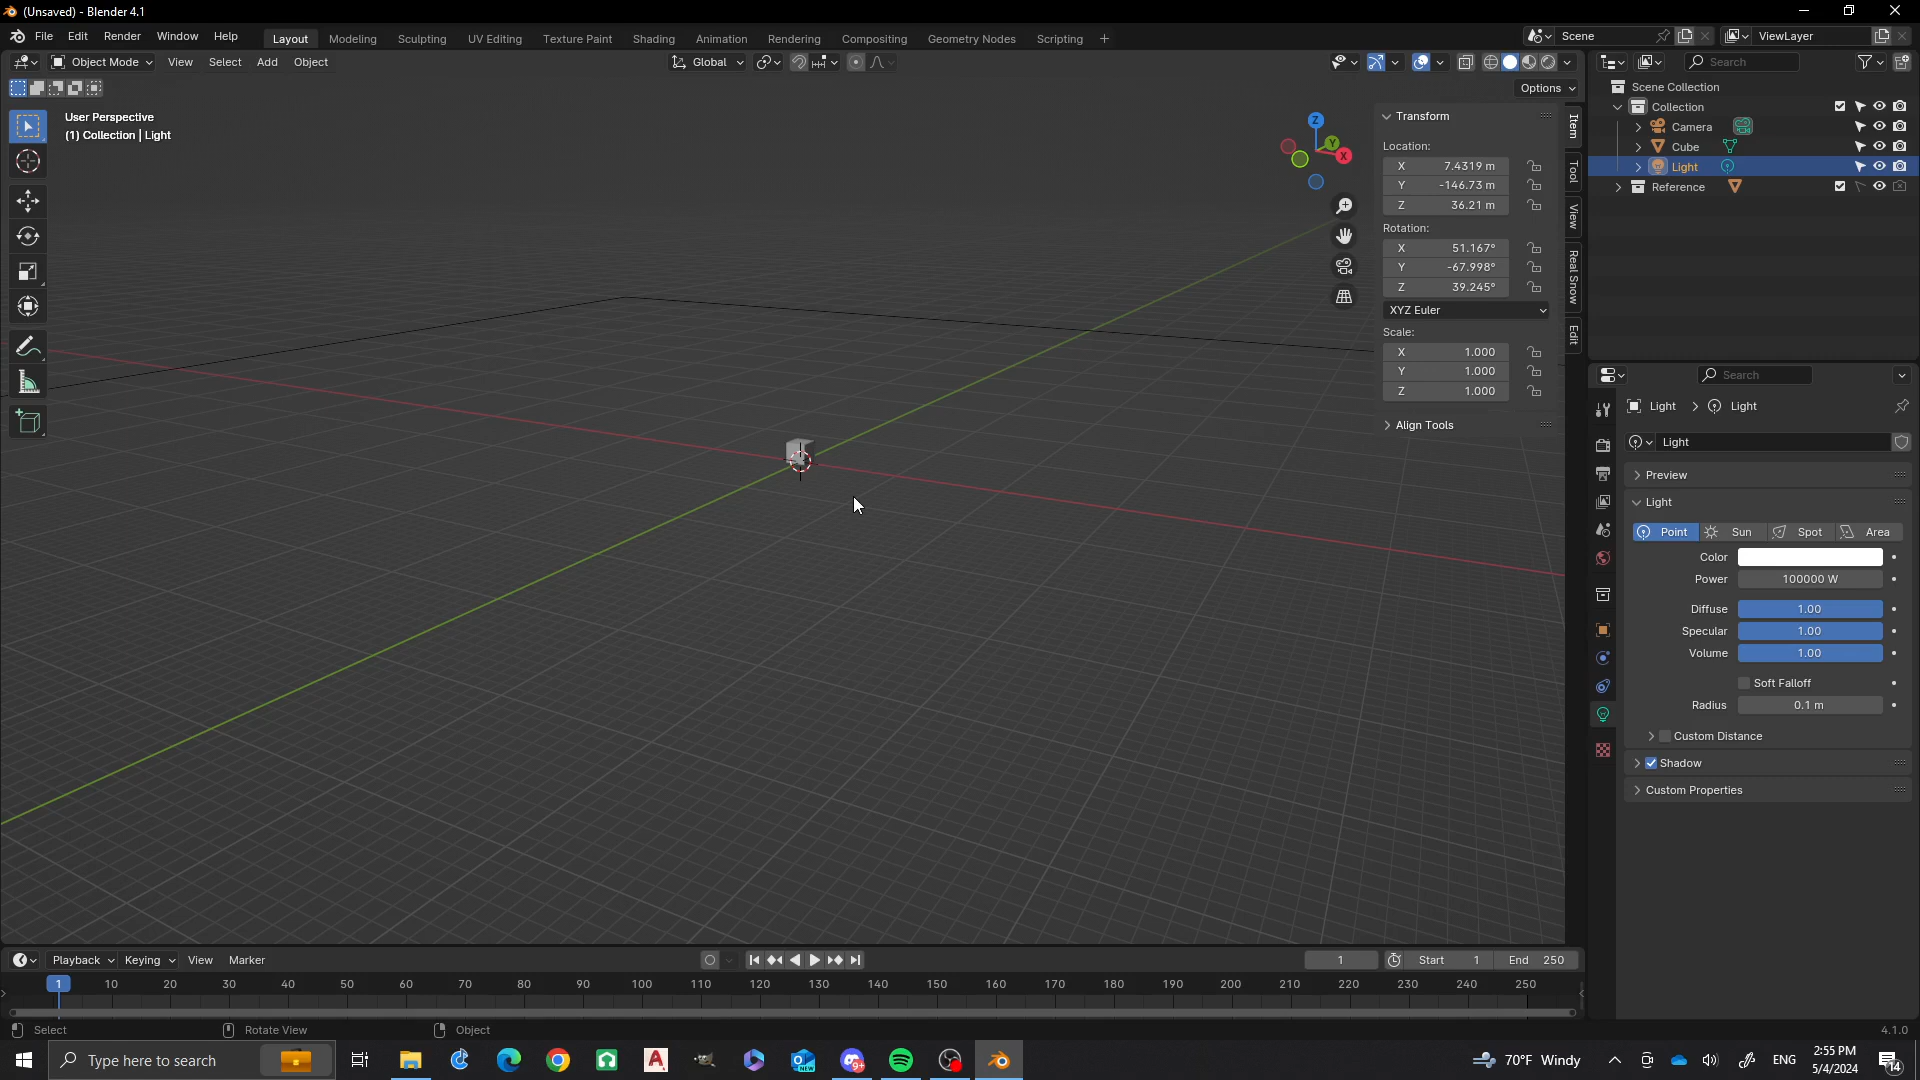 (Unsaved) - Blender 4.1
File Edit Render Window Help Layout Modeling Sculpting UV Editing Texture Paint Shading Animation Rendering Compositing Geometry Nodes Scripting + Scene ViewLayer
Object Mode View Select Add Object Global Search
Options
User Perspective
(1) Collection | Light
Z
Y
X
Transform
Location:
X 7.4319 m
Y -146.73 m
Z 36.21 m
Rotation:
X 51.167°
Y -67.998°
Z 39.245°
XYZ Euler
Scale:
X 1.000
Y 1.000
Z 1.000
Align Tools
Item
Tool
View
Real Snow
Edit
Scene Collection
Collection
Camera
Cube
Light
Reference
Search
Light > Light
Light
Preview
Light
Point Sun Spot Area
Color
Power 100000 W
Diffuse 1.00
Specular 1.00
Volume 1.00
Soft Falloff
Radius 0.1 m
Custom Distance
Shadow
Custom Properties
Playback Keying View Marker 1 Start 1 End 250
1 10 20 30 40 50 60 70 80 90 100 110 120 130 140 150 160 170 180 190 200 210 220 230 240 250
Select Rotate View Object 4.1.0
Type here to search 9+ 70°F Windy ENG 2:55 PM
5/4/2024 14